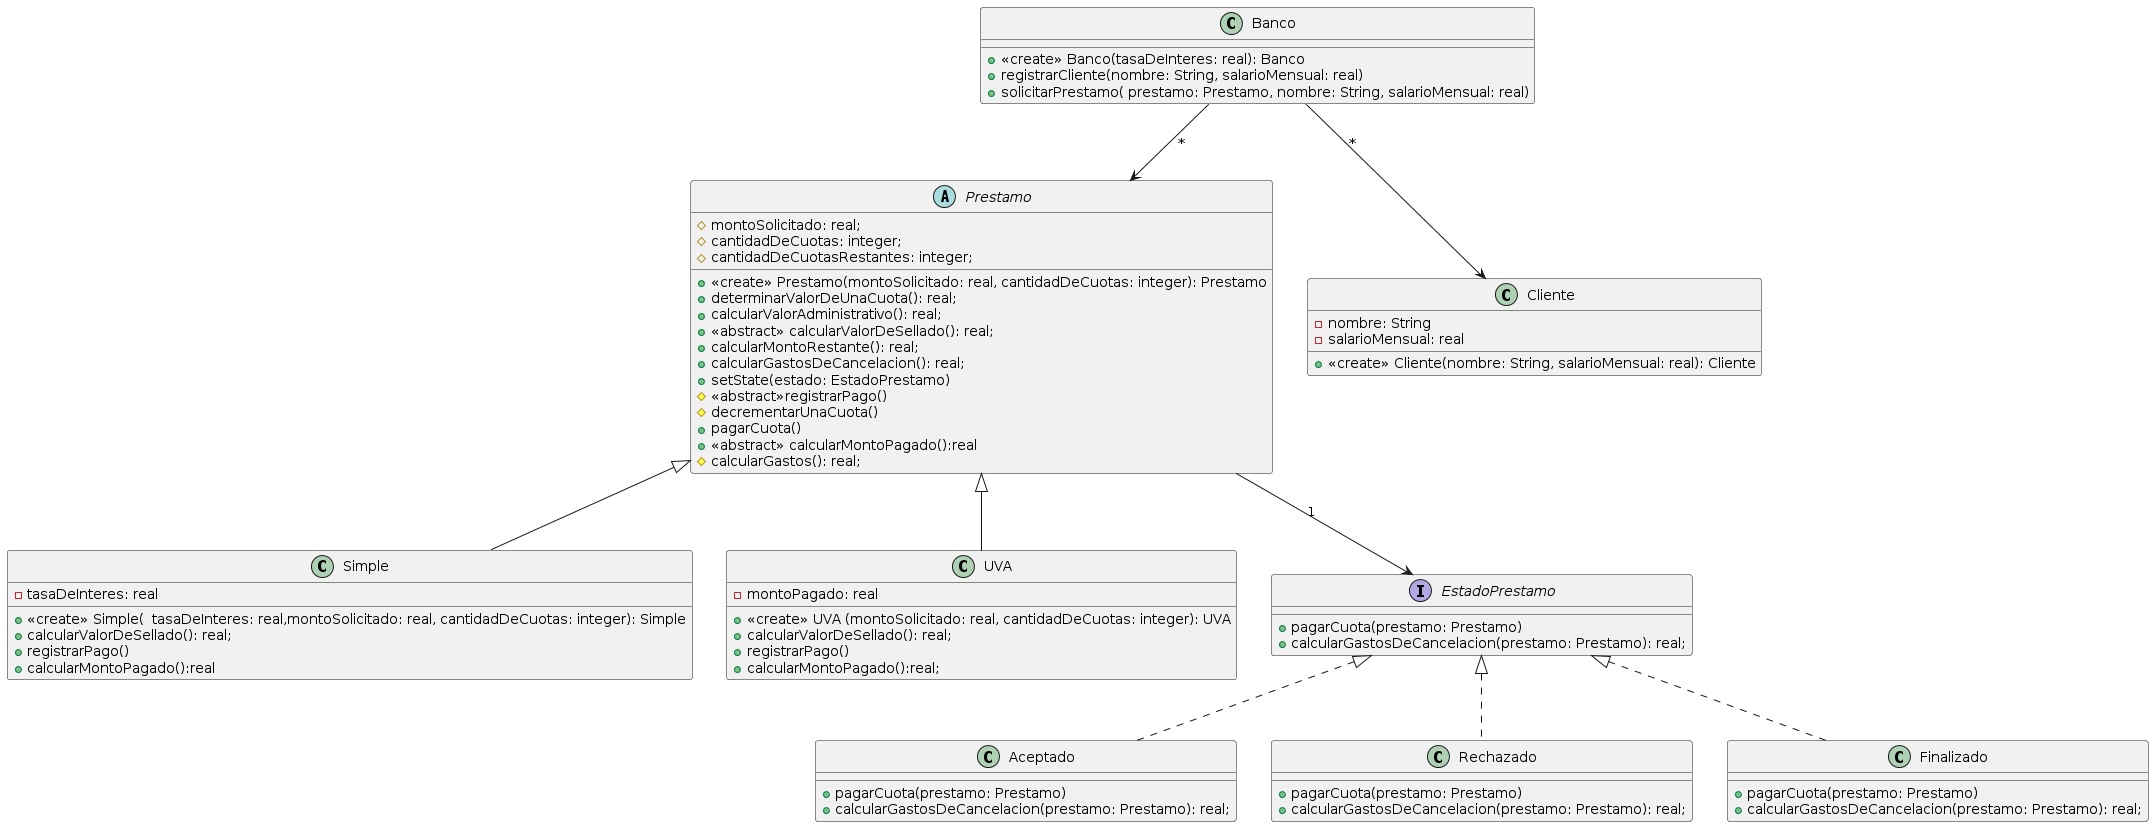 C Banco
«create» Banco(tasaDeInteres: real): Banco
registrarCliente(nombre: String, salarioMensual: real)
solicitarPrestamo( prestamo: Prestamo, nombre: String, salarioMensual: real)
*
*
A Prestamo
montoSolicitado: real;
cantidadDeCuotas: integer;
cantidadDeCuotasRestantes: integer;
«create» Prestamo(montoSolicitado: real, cantidadDeCuotas: integer): Prestamo
determinarValorDeUnaCuota(): real;
calcularValorAdministrativo(): real;
«abstract» calcularValorDeSellado(): real;
calcularMontoRestante(): real;
calcularGastosDeCancelacion(): real;
setState(estado: EstadoPrestamo)
«abstract»registrarPago()
decrementarUnaCuota()
pagarCuota()
«abstract» calcularMontoPagado():real
calcularGastos(): real;
C Cliente
nombre: String
salarioMensual: real
«create» Cliente(nombre: String, salarioMensual: real): Cliente
1
C Simple
tasaDeInteres: real
«create» Simple(  tasaDeInteres: real,montoSolicitado: real, cantidadDeCuotas: integer): Simple
calcularValorDeSellado(): real;
registrarPago()
calcularMontoPagado():real
C UVA
montoPagado: real
«create» UVA (montoSolicitado: real, cantidadDeCuotas: integer): UVA
calcularValorDeSellado(): real;
registrarPago()
calcularMontoPagado():real;
I EstadoPrestamo
pagarCuota(prestamo: Prestamo)
calcularGastosDeCancelacion(prestamo: Prestamo): real;
C Aceptado
pagarCuota(prestamo: Prestamo)
calcularGastosDeCancelacion(prestamo: Prestamo): real;
C Rechazado
pagarCuota(prestamo: Prestamo)
calcularGastosDeCancelacion(prestamo: Prestamo): real;
C Finalizado
pagarCuota(prestamo: Prestamo)
calcularGastosDeCancelacion(prestamo: Prestamo): real;